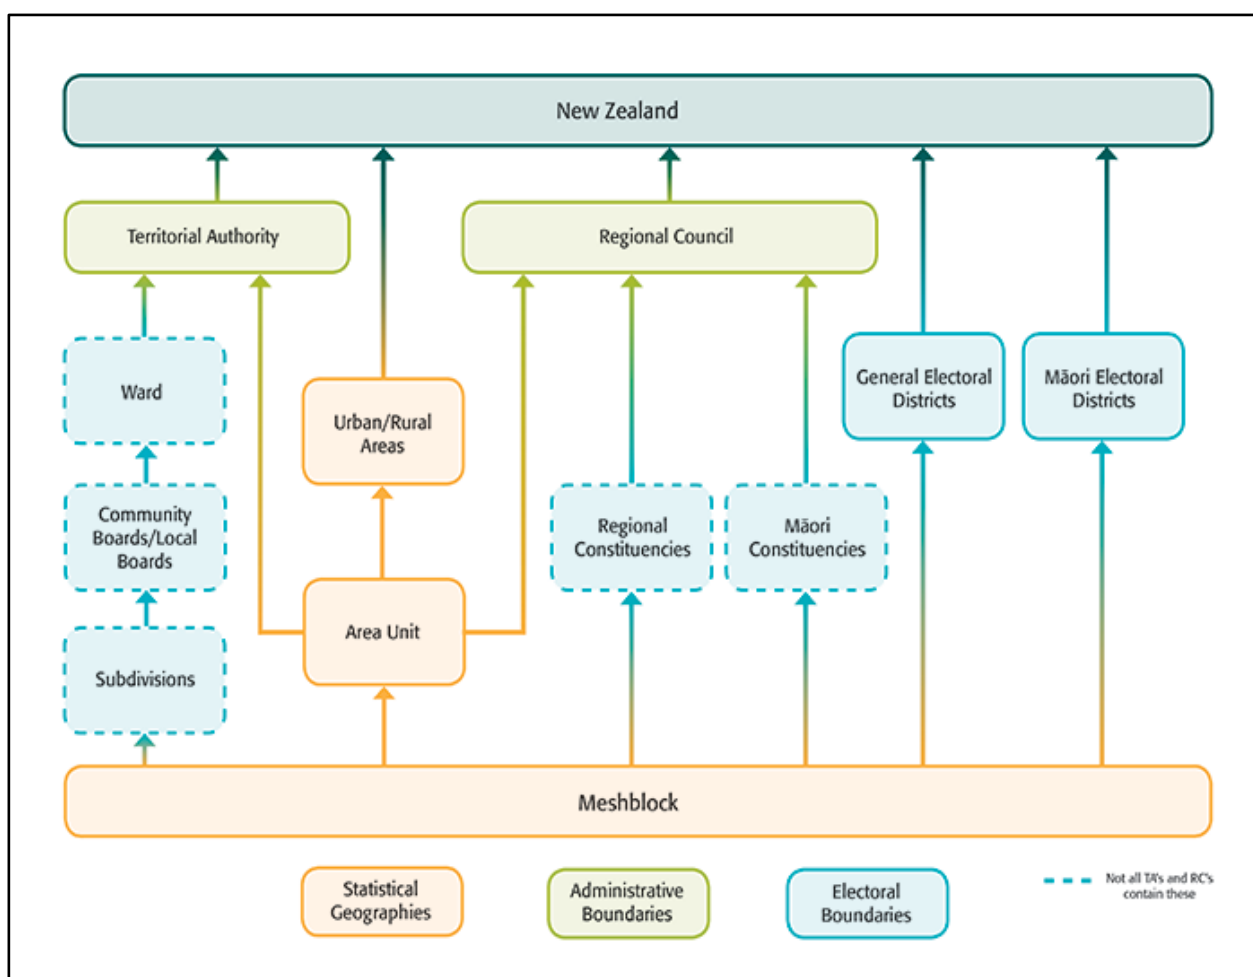 New Zealand
Territorial Authority
Regional Council
Ward
Urban/Rural
Areas
General Electoral
Districts
Māori Electoral
Districts
Community
Boards/Local
Boards
Regional
Constituencies
Māori
Constituencies
Area Unit
Subdivisions
Meshblock
Statistical
Geographies
Administrative
Boundaries
Electoral
Boundaries
Not all TA's and RC's
contain these